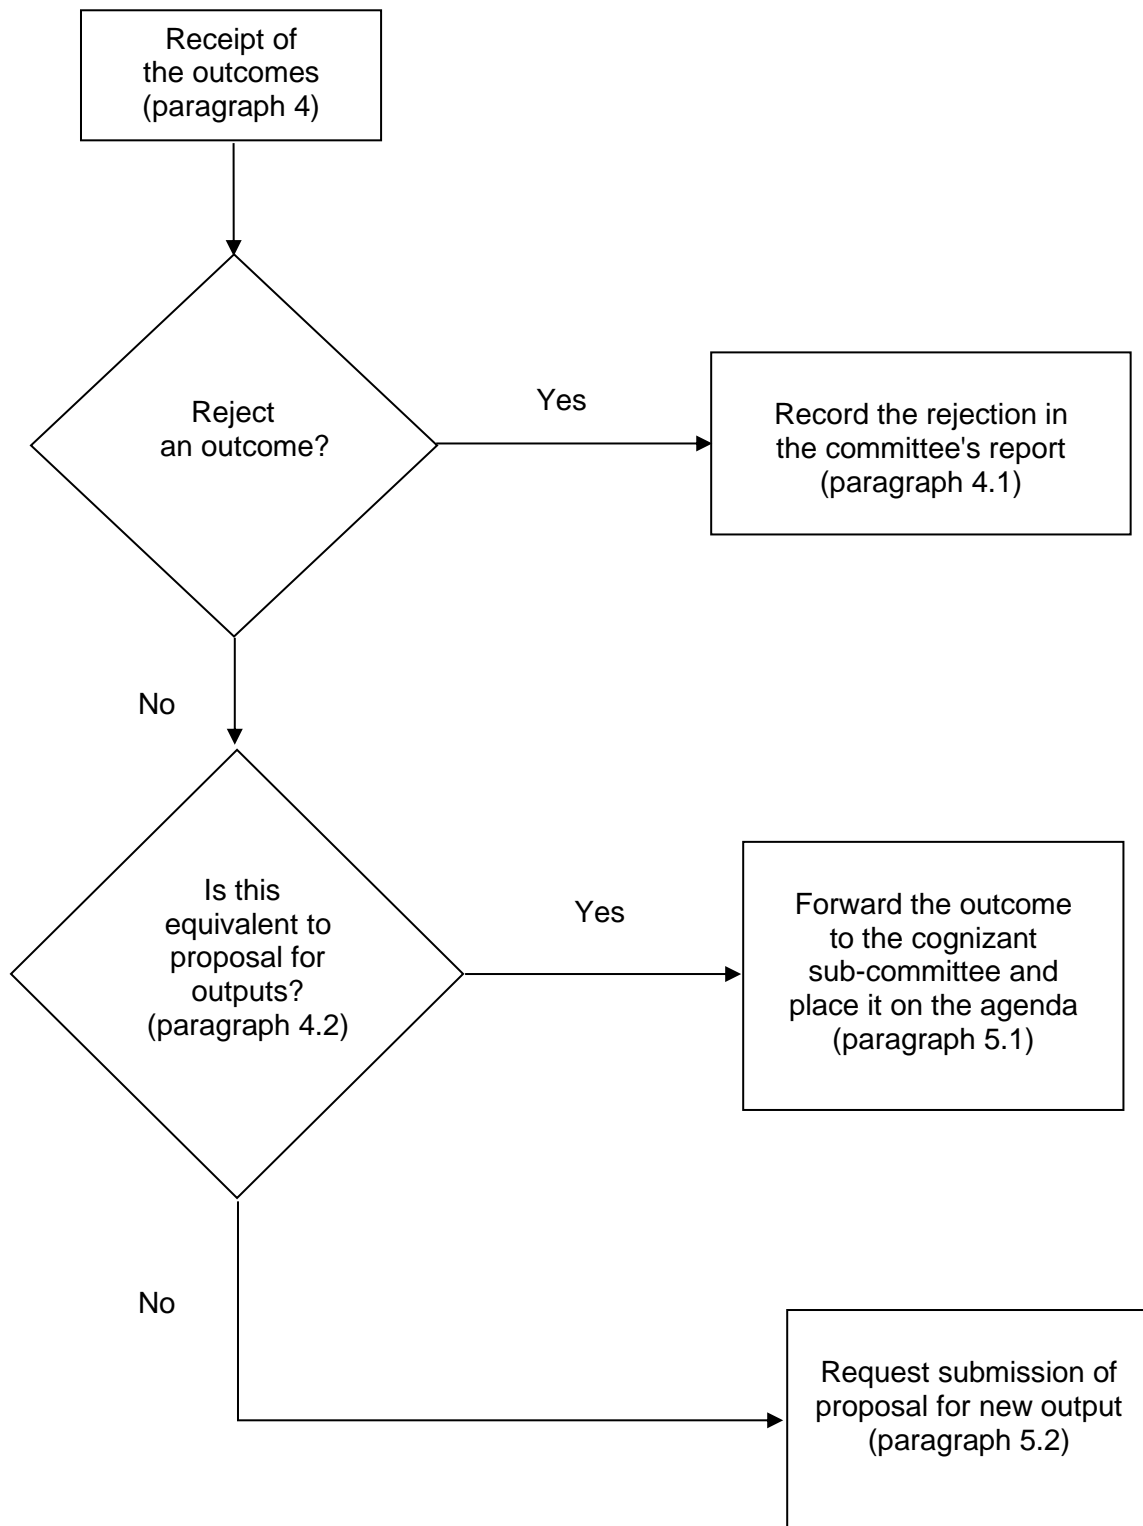 Receipt of
the outcomes
(paragraph 4)
Reject
an outcome?
Yes
Record the rejection in
the committee's report
(paragraph 4.1)
No
Is this
equivalent to
proposal for
outputs?
(paragraph 4.2)
Yes
Forward the outcome
to the cognizant
sub-committee and
place it on the agenda
(paragraph 5.1)
No
Request submission of
proposal for new output
(paragraph 5.2)